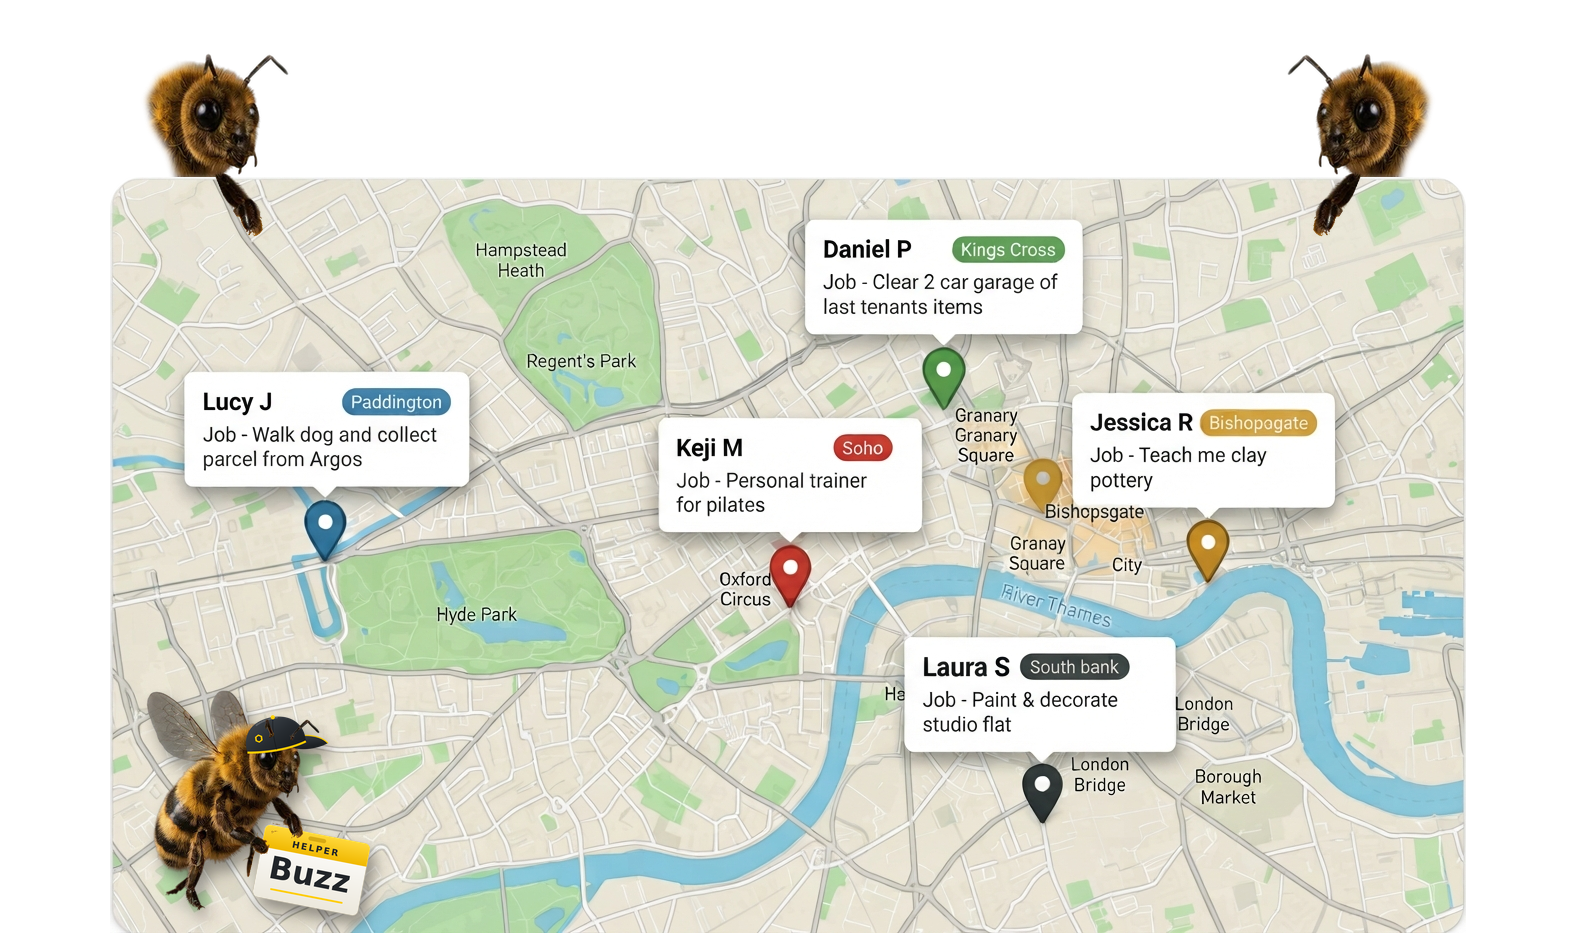 Hampstead
Heath
Regent's Park
Daniel P
Kings Cross
Job - Clear 2 car garage of
last tenants items
Lucy J
Paddington
Job - Walk dog and collect
parcel from Argos
Keji M
Soho
Job - Personal trainer
for pilates
Granary
Granary
Square
Jessica R
Bishopogate
Job - Teach me clay
pottery
Bishopsgate
Granay
Square
City
Oxford
Circus
Hyde Park
River Thames
Laura S
South bank
Job - Paint & decorate
studio flat
Ha
London
Bridge
London
Bridge
Borough
Market
HELPER
Buzz